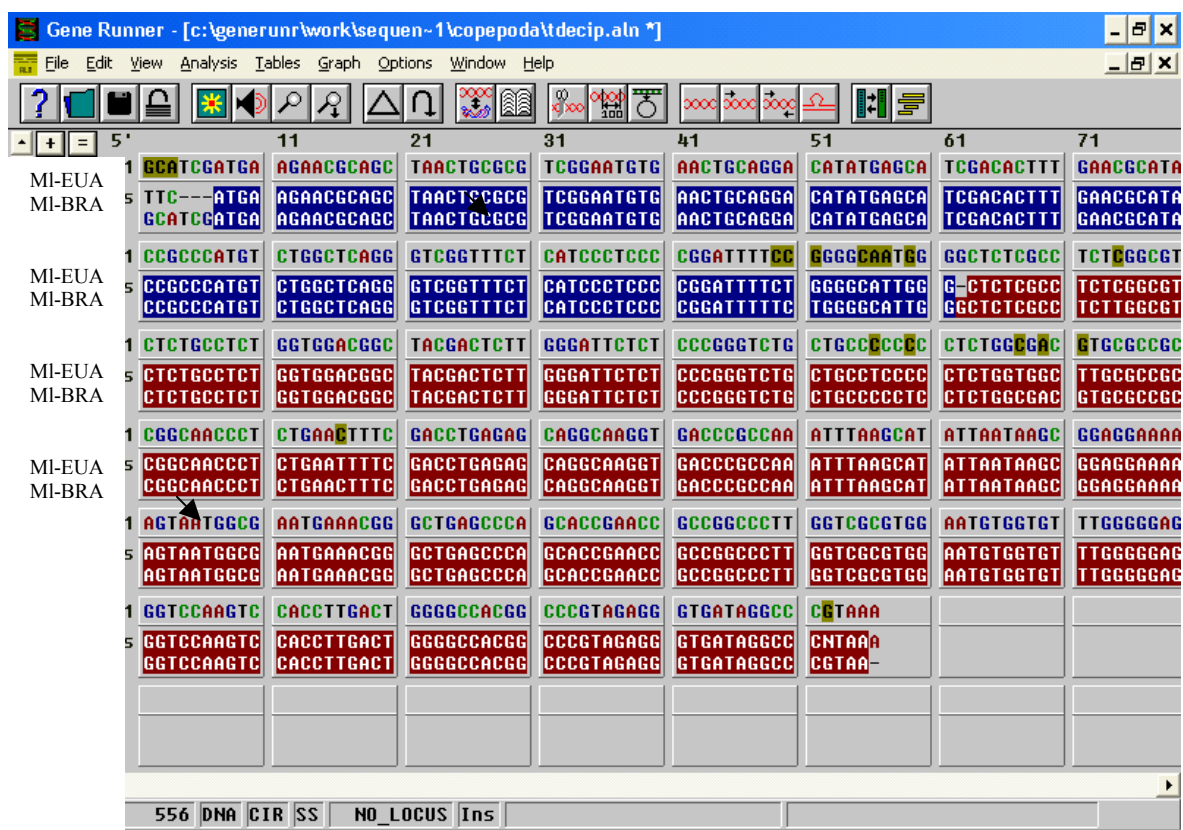 Gene Runner - [c:\generunr\work\sequen~1\copepoda\tdecip.aln *]
File Edit View Analysis Tables Graph Options Window Help
100
+ = 5' 11 21 31 41 51 61 71
1 GCATCGATGA AGAACGCAGC TAACTGCGCG TCGGAATGTG AACTGCAGGA CATATGAGCA TCGACACTTT GAACGCATA
Ml-EUA 5 TTC---ATGA AGAACGCAGC TAACTGCGCG TCGGAATGTG AACTGCAGGA CATATGAGCA TCGACACTTT GAACGCATA
Ml-BRA GCATCGATGA AGAACGCAGC TAACTGCGCG TCGGAATGTG AACTGCAGGA CATATGAGCA TCGACACTTT GAACGCATA
1 CCGCCCATGT CTGGCTCAGG GTCGGTTTCT CATCCCTCCC CGGATTTTCC GGGGCAATGG GGCTCTCGCC TCTCGGCGT
Ml-EUA 5 CCGCCCATGT CTGGCTCAGG GTCGGTTTCT CATCCCTCCC CGGATTTTCT GGGGCATTGG G-CTCTCGCC TCTCGGCGT
Ml-BRA CCGCCCATGT CTGGCTCAGG GTCGGTTTCT CATCCCTCCC CGGATTTTTC TGGGGCATTG GGCTCTCGCC TCTTGGCGT
1 CTCTGCCTCT GGTGGACGGC TACGACTCTT GGGATTCTCT CCCGGGTCTG CTGCCCCCCC CTCTGGCGAC GTGCGCCGC
Ml-EUA 5 CTCTGCCTCT GGTGGACGGC TACGACTCTT GGGATTCTCT CCCGGGTCTG CTGCCTCCCC CTCTGGTGGC TTGCGCCGC
Ml-BRA CTCTGCCTCT GGTGGACGGC TACGACTCTT GGGATTCTCT CCCGGGTCTG CTGCCCCCTC CTCTGGCGAC GTGCGCCGC
1 CGGCAACCCT CTGAACTTTC GACCTGAGAG CAGGCAAGGT GACCCGCCAA ATTTAAGCAT ATTAATAAGC GGAGGAAAA
Ml-EUA 5 CGGCAACCCT CTGAATTTTC GACCTGAGAG CAGGCAAGGT GACCCGCCAA ATTTAAGCAT ATTAATAAGC GGAGGAAAA
Ml-BRA CGGCAACCCT CTGAACTTTC GACCTGAGAG CAGGCAAGGT GACCCGCCAA ATTTAAGCAT ATTAATAAGC GGAGGAAAA
1 AGTAATGGCG AATGAAACGG GCTGAGCCCA GCACCGAACC GCCGGCCCTT GGTCGCGTGG AATGTGGTGT TTGGGGGAG
5 AGTAATGGCG AATGAAACGG GCTGAGCCCA GCACCGAACC GCCGGCCCTT GGTCGCGTGG AATGTGGTGT TTGGGGGAG
AGTAATGGCG AATGAAACGG GCTGAGCCCA GCACCGAACC GCCGGCCCTT GGTCGCGTGG AATGTGGTGT TTGGGGGAG
1 GGTCCAAGTC CACCTTGACT GGGGCCACGG CCCGTAGAGG GTGATAGGCC CGTAAA
5 GGTCCAAGTC CACCTTGACT GGGGCCACGG CCCGTAGAGG GTGATAGGCC CNTAAA
GGTCCAAGTC CACCTTGACT GGGGCCACGG CCCGTAGAGG GTGATAGGCC CGTAA-
556 DNA CIR SS NO_LOCUS Ins